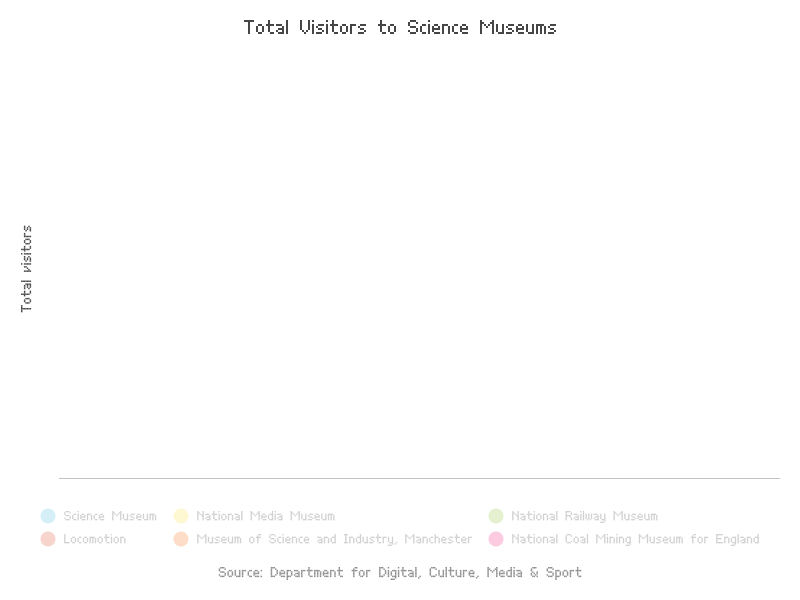 Total Visitors to Science Museums
Total visitors
Science Museum
National Media Museum
National Railway Museum
Locomotion
Museum of Science and Industry, Manchester
National Coal Mining Museum for England
Source: Department for Digital, Culture, Media & Sport